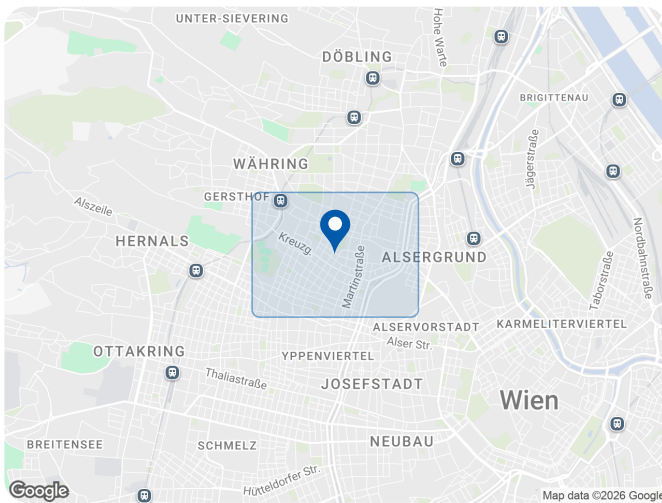 UNTER-SIEVERING
Hohe Warte
DÖBLING
BRIGITTENAU
Jägerstraße
WÄHRING
GERSTHOF
Alszeile
Kreuzg.
HERNALS
Martinstraße
ALSERGRUND
Nordbahnstraße
Taborstraße
ALSERVORSTADT
KARMELITERVIERTEL
Alser Str.
OTTAKRING
YPPENVIERTEL
Thaliastraße
JOSEFSTADT
Wien
BREITENSEE
SCHMELZ
NEUBAU
Hütteldorfer Str.
Google
Map data ©2026 Google